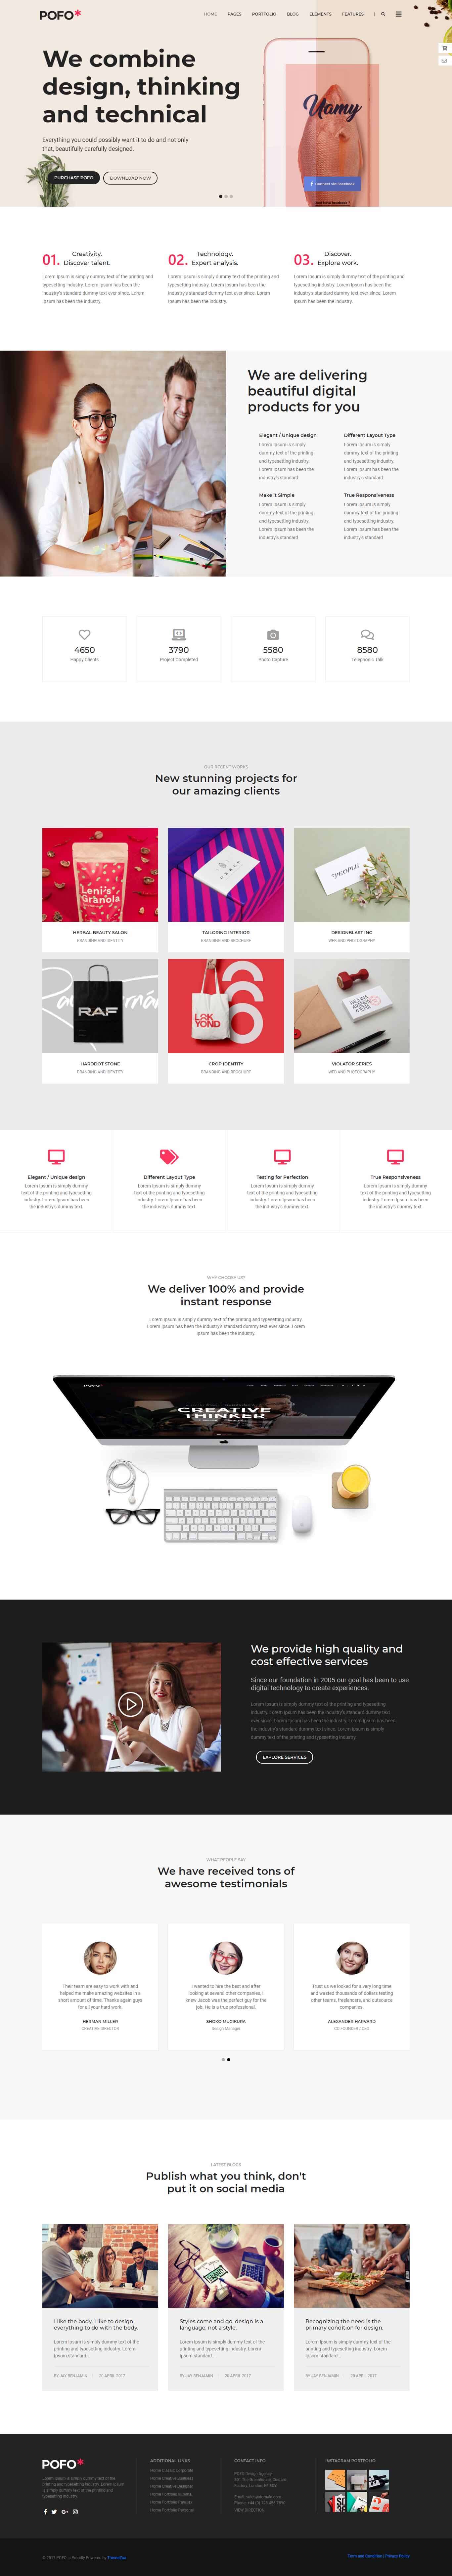 POFO*
HOME
PAGES
PORTFOLIO
BLOG
ELEMENTS
FEATURES
We combine
design, thinking
and technical
Everything you could possibly want it to do and not only
that, beautifully carefully designed.
PURCHASE POFO
DOWNLOAD NOW
Yamy
Connect via Facebook
01.
Creativity.
Discover talent.
Lorem Ipsum is simply dummy text of the printing and
typesetting industry. Lorem Ipsum has been the
industry's standard dummy text ever since. Lorem
Ipsum has been the industry.
02.
Technology.
Expert analysis.
Lorem Ipsum is simply dummy text of the printing and
typesetting industry. Lorem Ipsum has been the
industry's standard dummy text ever since. Lorem
Ipsum has been the industry.
03.
Discover.
Explore work.
Lorem Ipsum is simply dummy text of the printing and
typesetting industry. Lorem Ipsum has been the
industry's standard dummy text ever since. Lorem
Ipsum has been the industry.
We are delivering
beautiful digital
products for you
Elegant / Unique design
Lorem Ipsum is simply
dummy text of the printing
and typesetting industry.
Lorem Ipsum has been the
industry's standard
Different Layout Type
Lorem Ipsum is simply
dummy text of the printing
and typesetting industry.
Lorem Ipsum has been the
industry's standard
Make it Simple
Lorem Ipsum is simply
dummy text of the printing
and typesetting industry.
Lorem Ipsum has been the
industry's standard
True Responsiveness
Lorem Ipsum is simply
dummy text of the printing
and typesetting industry.
Lorem Ipsum has been the
industry's standard
4650
Happy Clients
3790
Project Completed
5580
Photo Capture
8580
Telephonic Talk
OUR RECENT WORKS
New stunning projects for
our amazing clients
Leni's
Granola
HERBAL BEAUTY SALON
BRANDING AND IDENTITY
TAILORING INTERIOR
BRANDING AND BROCHURE
PEOPLE
DESIGNBLAST INC
WEB AND PHOTOGRAPHY
RAF
HARDDOT STONE
BRANDING AND IDENTITY
CROP IDENTITY
BRANDING AND BROCHURE
VIOLATOR SERIES
WEB AND PHOTOGRAPHY
Elegant / Unique design
Lorem Ipsum is simply dummy
text of the printing and typesetting
industry. Lorem Ipsum has been
the industry's dummy text.
Different Layout Type
Lorem Ipsum is simply dummy
text of the printing and typesetting
industry. Lorem Ipsum has been
the industry's dummy text.
Testing for Perfection
Lorem Ipsum is simply dummy
text of the printing and typesetting
industry. Lorem Ipsum has been
the industry's dummy text.
True Responsiveness
Lorem Ipsum is simply dummy
text of the printing and typesetting
industry. Lorem Ipsum has been
the industry's dummy text.
WHY CHOOSE US?
We deliver 100% and provide
instant response
Lorem Ipsum is simply dummy text of the printing and typesetting industry.
Lorem Ipsum has been the industry's standard dummy text ever since. Lorem
Ipsum has been the industry.
POFO
CREATIVE
THINKER
We provide high quality and
cost effective services
Since our foundation in 2005 our goal has been to use
digital technology to create experiences.
Lorem Ipsum is simply dummy text of the printing and typesetting
industry. Lorem Ipsum has been the industry's standard dummy text
ever since. Lorem Ipsum has been the industry. Lorem Ipsum has been
the industry's standard dummy text since. Lorem Ipsum is simply
dummy text of the printing and typesetting industry.
EXPLORE SERVICES
WHAT PEOPLE SAY
We have received tons of
awesome testimonials
Their team are easy to work with and
helped me make amazing websites in a
short amount of time. Thanks again guys
for all your hard work.
HERMAN MILLER
CREATIVE DIRECTOR
I wanted to hire the best and after
looking at several other companies, I
knew Jacob was the perfect guy for the
job. He is a true professional.
SHOKO MUGIKURA
Design Manager
Trust us we looked for a very long time
and wasted thousands of dollars testing
other teams, freelancers, and outsource
companies.
ALEXANDER HARVARD
CO FOUNDER / CEO
LATEST BLOGS
Publish what you think, don't
put it on social media
I like the body. I like to design
everything to do with the body.
Lorem Ipsum is simply dummy text of
the printing and typesetting industry. Lorem
Ipsum standard...
BY JAY BENJAMIN
20 APRIL 2017
Styles come and go. design is a
language, not a style.
Lorem Ipsum is simply dummy text of
the printing and typesetting industry. Lorem
Ipsum standard...
BY JAY BENJAMIN
20 APRIL 2017
Recognizing the need is the
primary condition for design.
Lorem Ipsum is simply dummy text of
the printing and typesetting industry. Lorem
Ipsum standard...
BY JAY BENJAMIN
20 APRIL 2017
POFO*
Lorem Ipsum is simply dummy text of the
printing and typesetting industry. Lorem Ipsum
is simply dummy text of the printing and
typesetting industry.
ADDITIONAL LINKS
Home Classic Corporate
Home Creative Business
Home Creative Designer
Home Portfolio Minimal
Home Portfolio Parallax
Home Portfolio Personal
CONTACT INFO
POFO Design Agency
Email:
Phone:
VIEW DIRECTION
INSTAGRAM PORTFOLIO
© 2017 POFO is Proudly Powered by ThemeZaa
Term and Condition | Privacy Policy